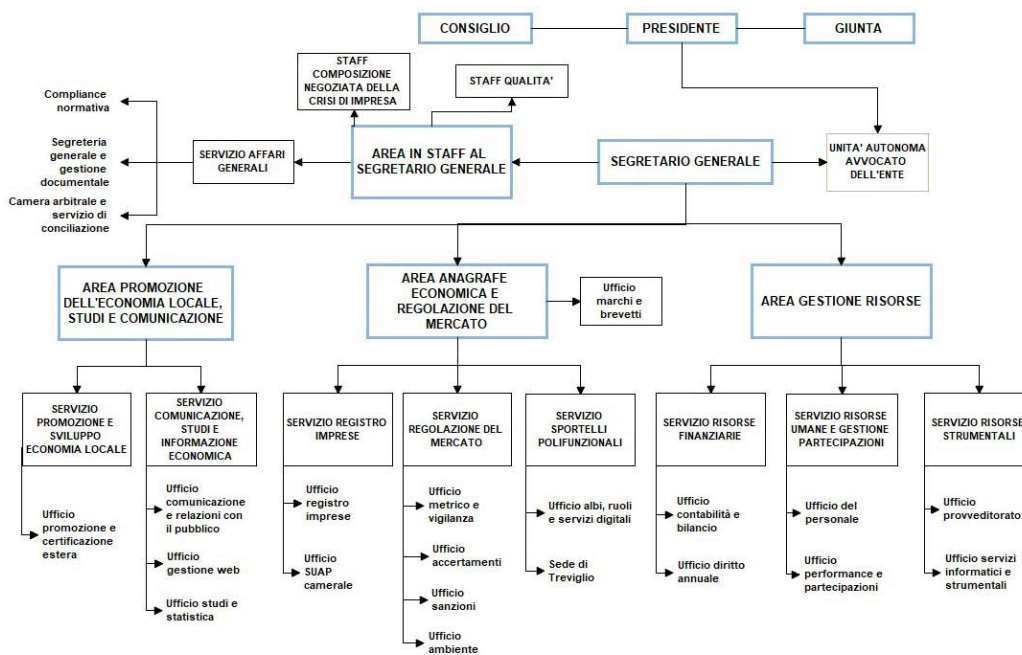 CONSIGLIO
PRESIDENTE
GIUNTA
STAFF
COMPOSIZIONE
NEGOZIATA DELLA
CRISI DI IMPRESA
STAFF QUALITA'
Compliance
normativa
Segreteria
generale e
gestione
documentale
Camera arbitrale e
servizio di
conciliazione
SERVIZIO AFFARI
GENERALI
AREA IN STAFF AL
SEGRETARIO GENERALE
SEGRETARIO GENERALE
UNITA' AUTONOMA
AVVOCATO
DELL'ENTE
AREA PROMOZIONE
DELL'ECONOMIA LOCALE,
STUDI E COMUNICAZIONE
AREA ANAGRAFE
ECONOMICA E
REGOLAZIONE DEL
MERCATO
Ufficio
marchi e
brevetti
AREA GESTIONE RISORSE
SERVIZIO
PROMOZIONE E
SVILUPPO
ECONOMIA LOCALE
SERVIZIO
COMUNICAZIONE,
STUDI E
INFORMAZIONE
ECONOMICA
SERVIZIO REGISTRO
IMPRESE
SERVIZIO
REGOLAZIONE DEL
MERCATO
SERVIZIO
SPORTELLI
POLIFUNZIONALI
SERVIZIO RISORSE
FINANZIARIE
SERVIZIO RISORSE
UMANE E GESTIONE
PARTECIPAZIONI
SERVIZIO RISORSE
STRUMENTALI
Ufficio
promozione e
certificazione
estera
Ufficio
comunicazione
e relazioni con
il pubblico
Ufficio
gestione web
Ufficio studi e
statistica
Ufficio
registro
imprese
Ufficio
SUAP
camerale
Ufficio
metrico e
vigilanza
Ufficio
accertamenti
Ufficio
sanzioni
Ufficio
ambiente
Ufficio albi, ruoli
e servizi digitali
Sede di
Treviglio
Ufficio
contabilità e
bilancio
Ufficio diritto
annuale
Ufficio del
personale
Ufficio
performance e
partecipazioni
Ufficio
provveditorato
Ufficio servizi
informatici e
strumentali